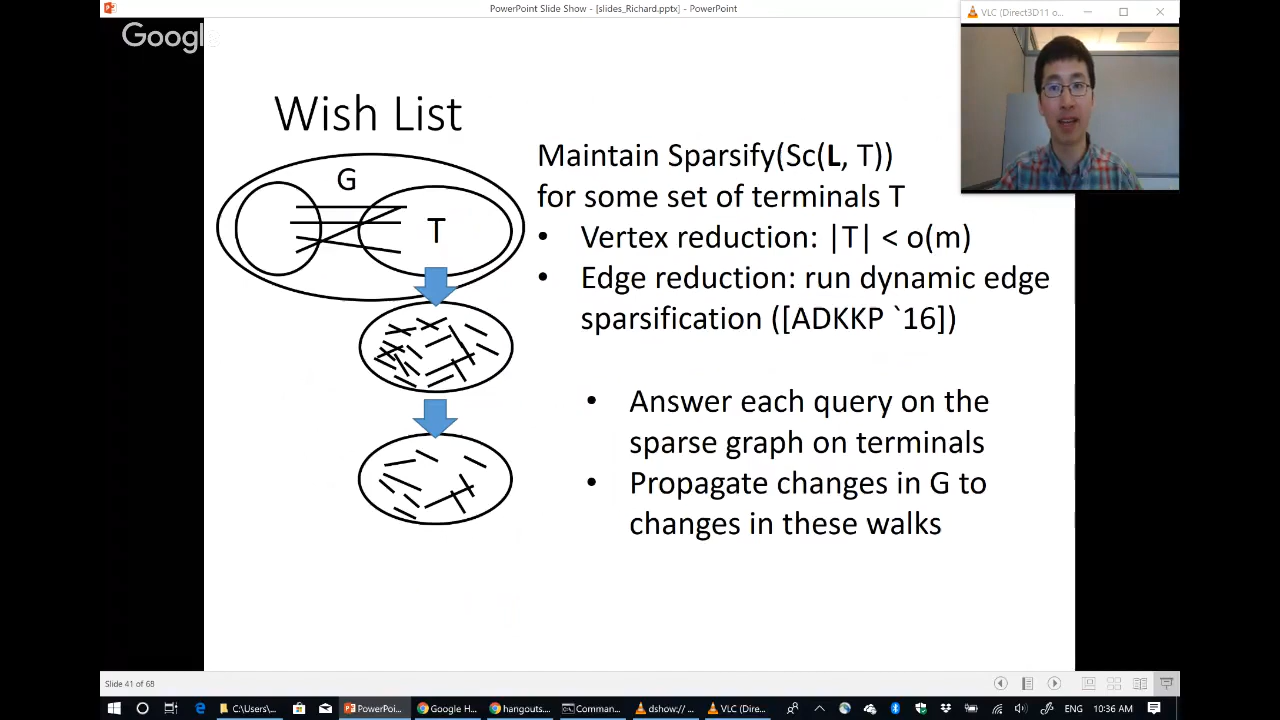 PowerPoint Slide Show - [slides_Richard.pptx] - PowerPoint
VLC (Direct3D11 o...
Google
Wish List
G
T
Maintain Sparsify(Sc(L, T))
for some set of terminals T
• Vertex reduction: |T| < o(m)
• Edge reduction: run dynamic edge
sparsification ([ADKKP `16])
• Answer each query on the
sparse graph on terminals
• Propagate changes in G to
changes in these walks
Slide 41 of 68
C:\Users\...
PowerPoi...
Google H...
hangouts...
Comman...
dshow:// ...
VLC (Dire...
10:36 AM